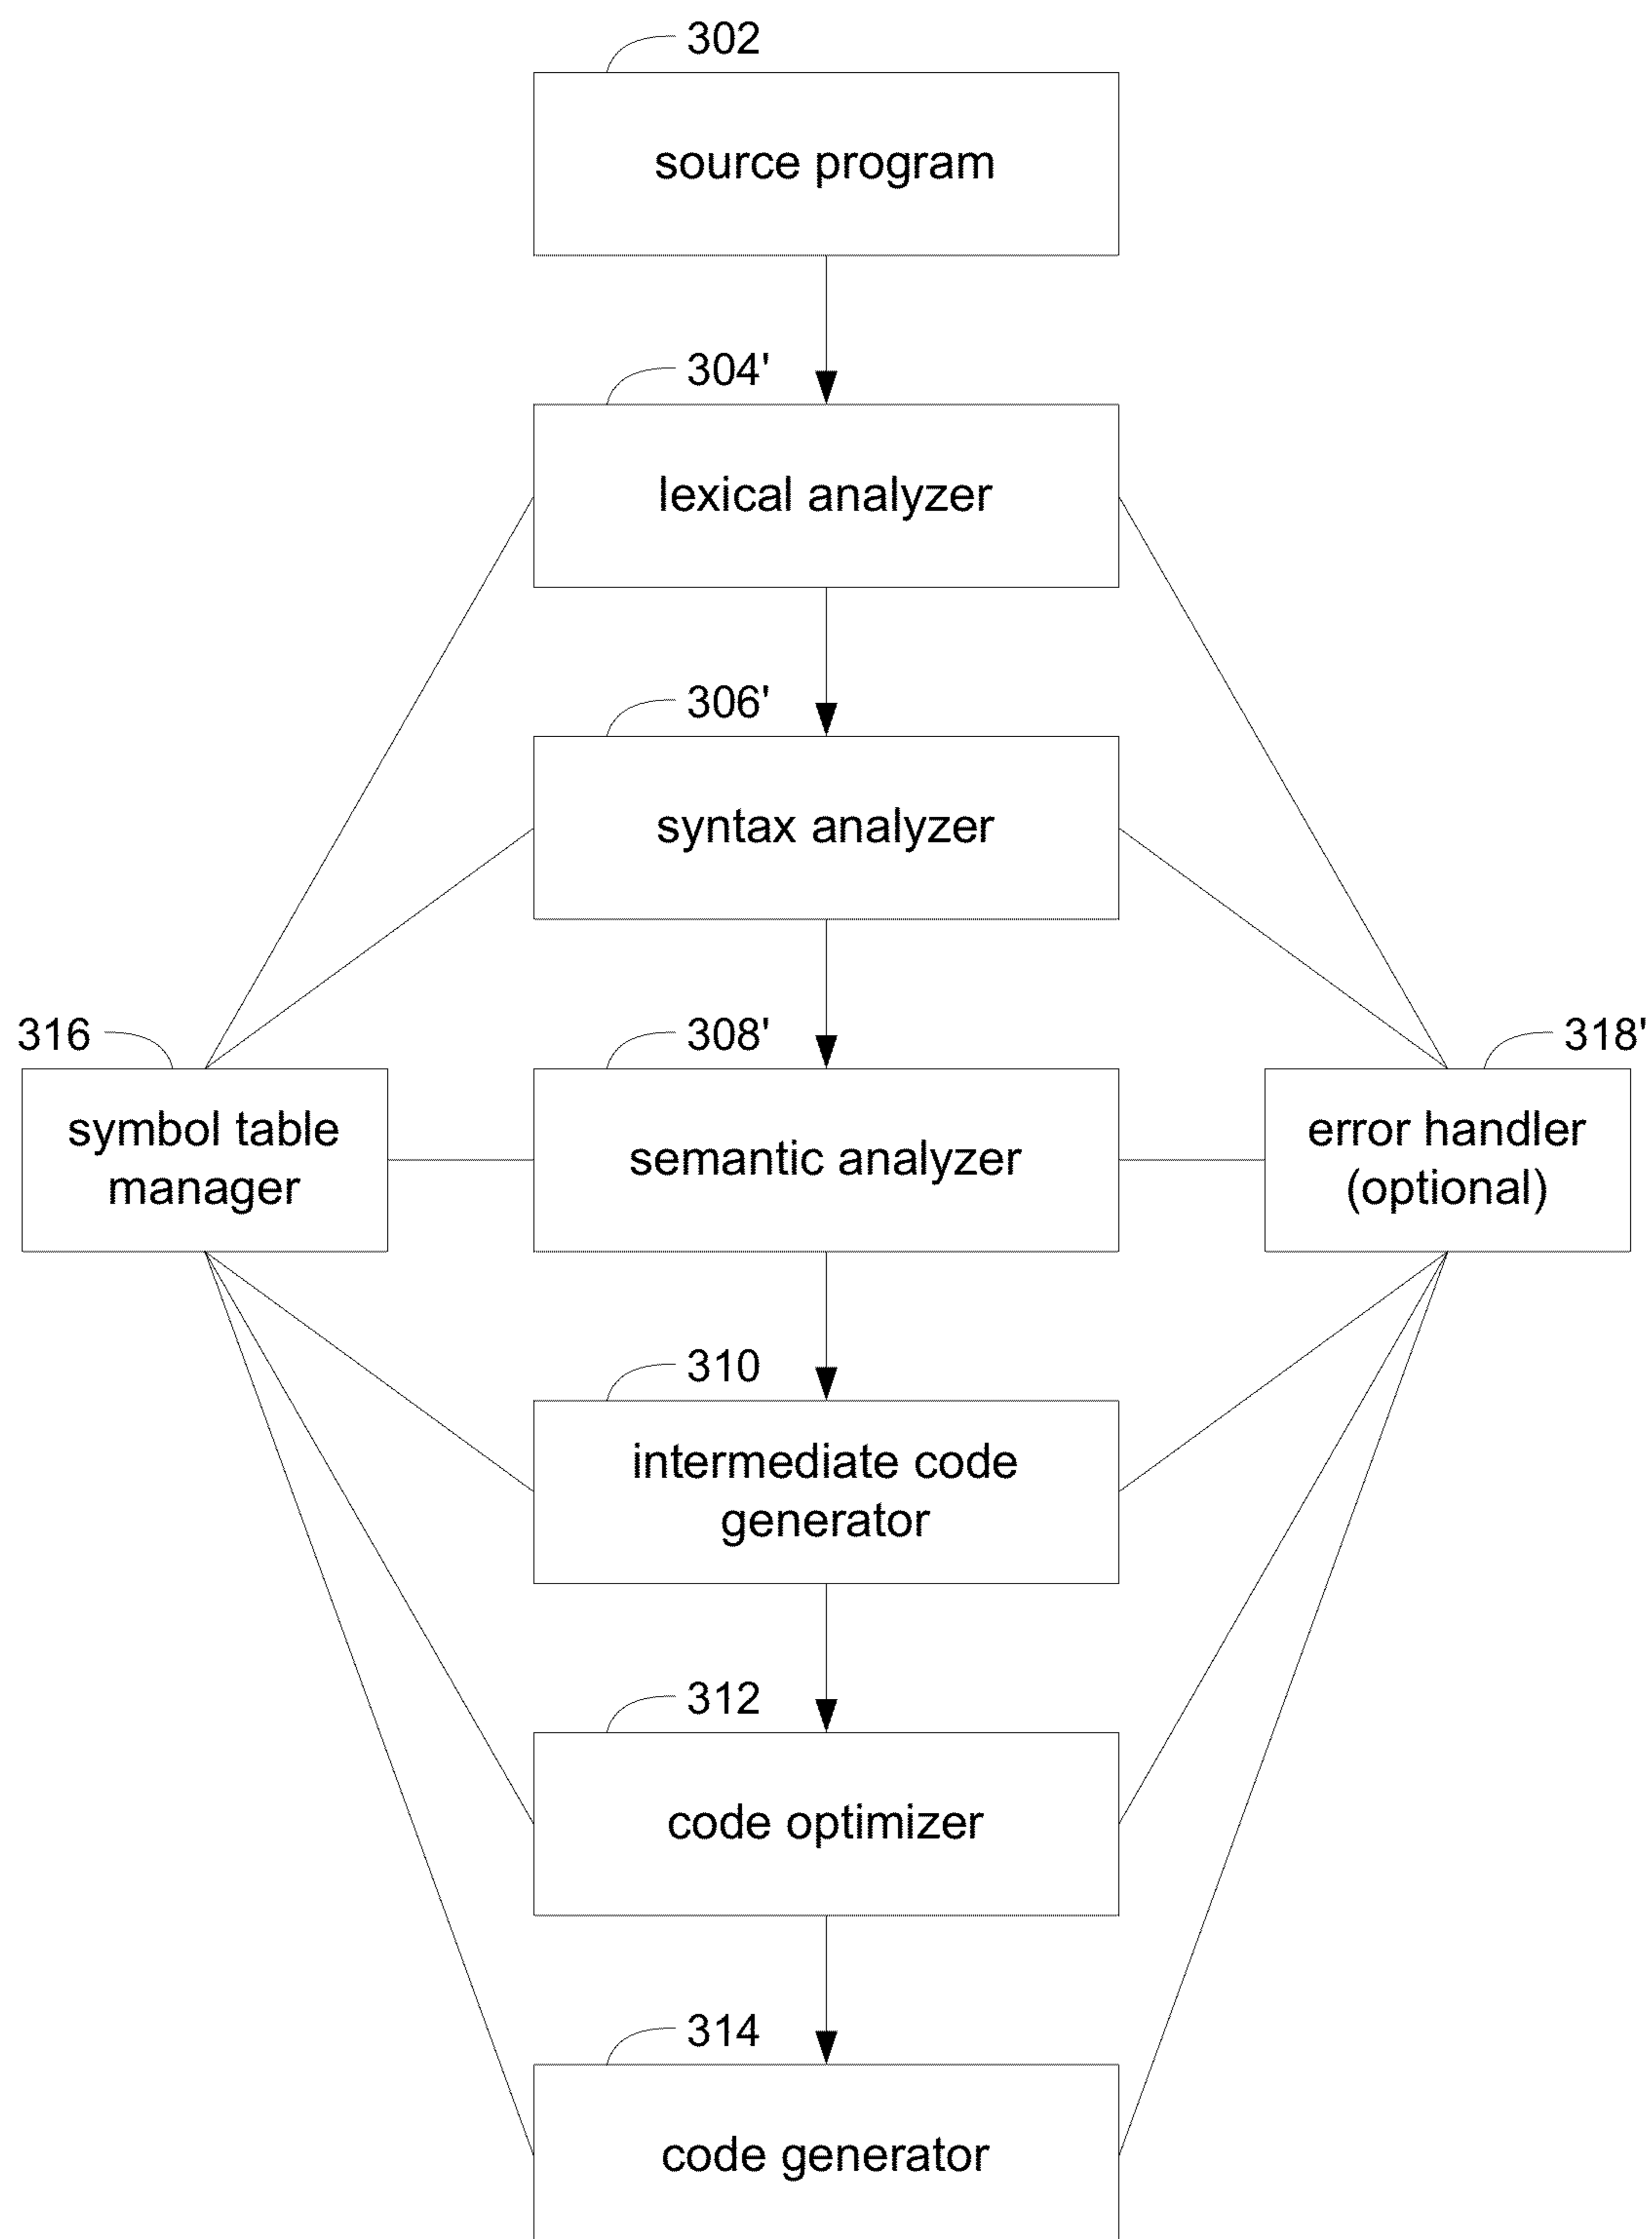 302
source program
304'
lexical analyzer
306'
syntax analyzer
316
308'
318'
symbol table
manager
semantic analyzer
error handler
(optional)
310
intermediate code
generator
312
code optimizer
314
code generator